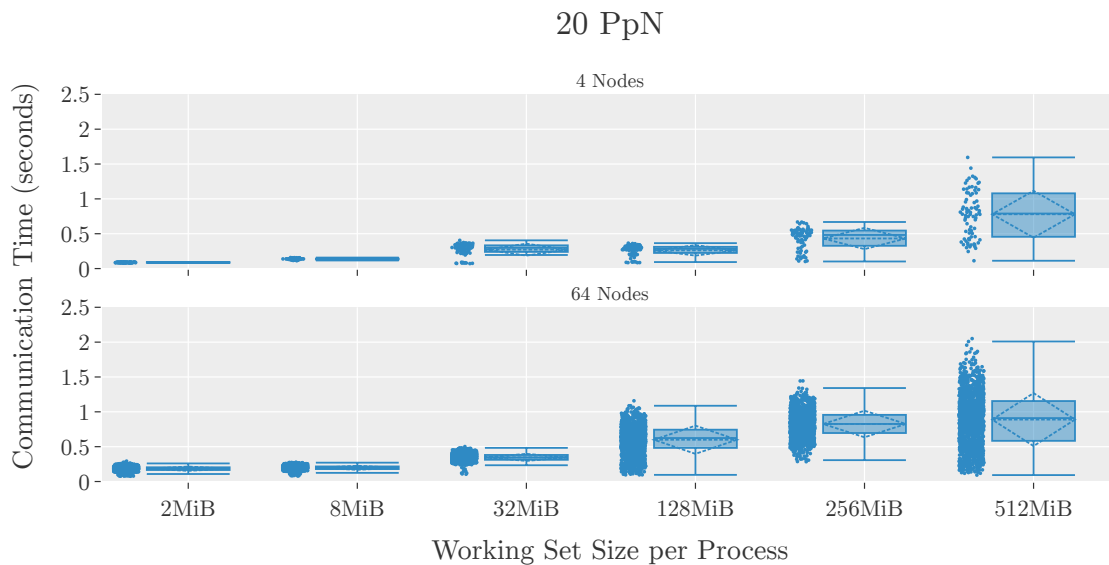 20 PpN
4 Nodes
Communication Time (seconds)
2.5
2
1.5
1
0.5
0
64 Nodes
2.5
2
1.5
1
0.5
0
2MiB 8MiB 32MiB 128MiB 256MiB 512MiB
Working Set Size per Process